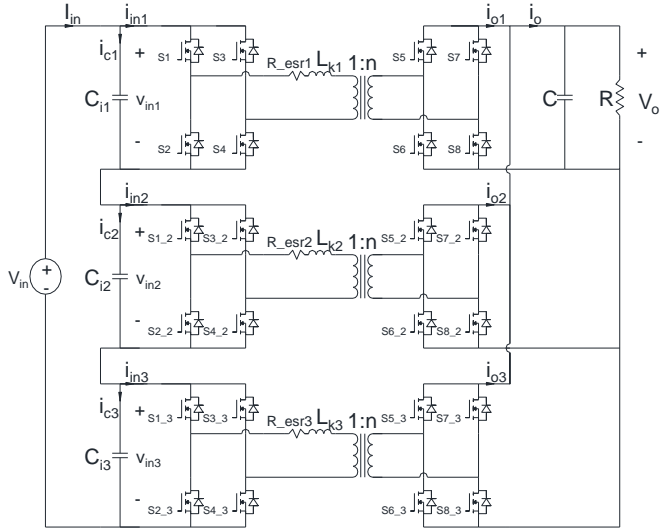 I_in i_in1 i_o1 i_o
i_c1 + S1 S3 R_esr1 L_k1 1:n S5 S7 +
C_i1 v_in1 C R V_o
- S2 S4 S6 S8 -
i_in2 i_o2
i_c2 + S1_2 S3_2 R_esr2 L_k2 1:n S5_2 S7_2
V_in + - C_i2 v_in2
- S2_2 S4_2 S6_2 S8_2
i_in3 i_o3
i_c3 + S1_3 S3_3 R_esr3 L_k3 1:n S5_3 S7_3
C_i3 v_in3
- S2_3 S4_3 S6_3 S8_3